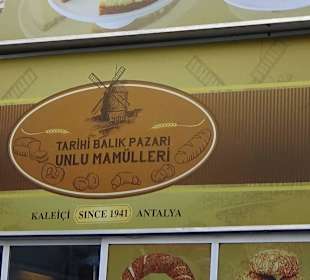 TARİHİ BALIK PAZARI
UNLU MAMÜLLERİ
KALEİÇİ SINCE 1941 ANTALYA